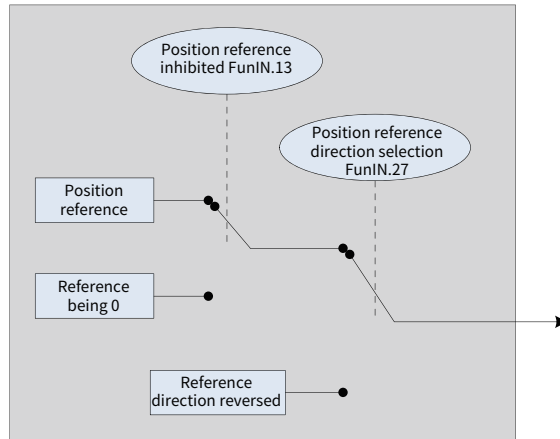 Position reference
inhibited FunIN.13
Position reference
direction selection
FunIN.27
Position
reference
Reference
being 0
Reference
direction reversed